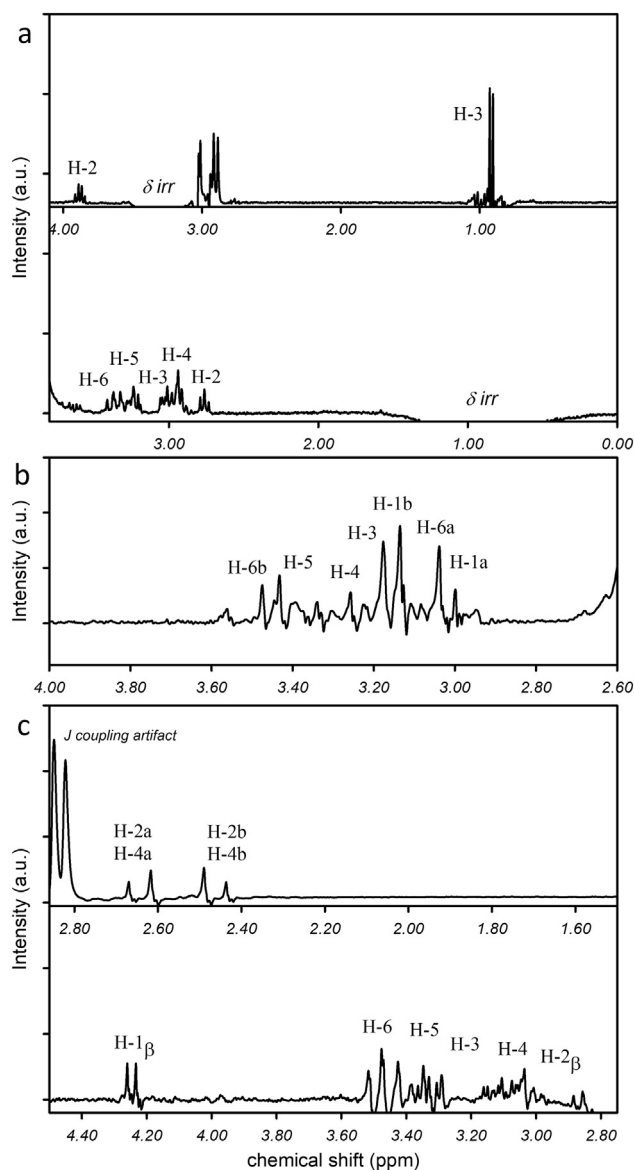 a
H-3
H-2
δ irr
4.00 3.00 2.00 1.00
Intensity (a.u.)
H-4
H-5
H-6 H-3 H-2
δ irr
3.00 2.00 1.00 0.00
b
H-1b
H-3 H-6a
H-6b H-5 H-4 H-1a
Intensity (a.u.)
4.00 3.80 3.60 3.40 3.20 3.00 2.80 2.60
c
J coupling artifact
H-2a H-2b
H-4a H-4b
2.80 2.60 2.40 2.20 2.00 1.80 1.60
Intensity (a.u.)
H-1β H-6 H-5 H-3 H-4 H-2β
4.40 4.20 4.00 3.80 3.60 3.40 3.20 3.00 2.80
chemical shift (ppm)